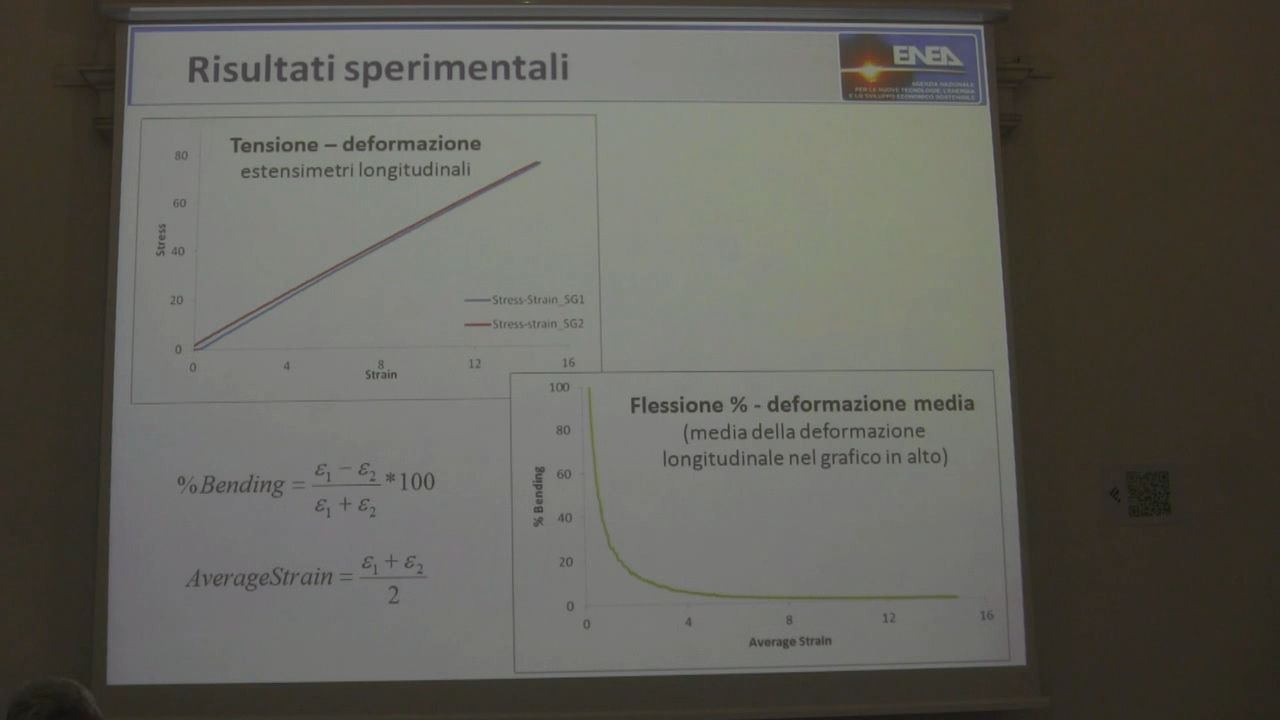 Risultati sperimentali
ENEA
AGENZIA NAZIONALE
PER LE NUOVE TECNOLOGIE, L'ENERGIA
E LO SVILUPPO ECONOMICO SOSTENIBILE
Tensione – deformazione
estensimetri longitudinali
80
60
40
20
0
Stress
Stress-Strain_SG1
Stress-strain_SG2
0 4 8 12 16
Strain
%Bending = (ε₁ − ε₂)/(ε₁ + ε₂) *100
AverageStrain = (ε₁ + ε₂)/2
Flessione % - deformazione media
(media della deformazione
longitudinale nel grafico in alto)
100
80
60
40
20
0
% Bending
0 4 8 12 16
Average Strain